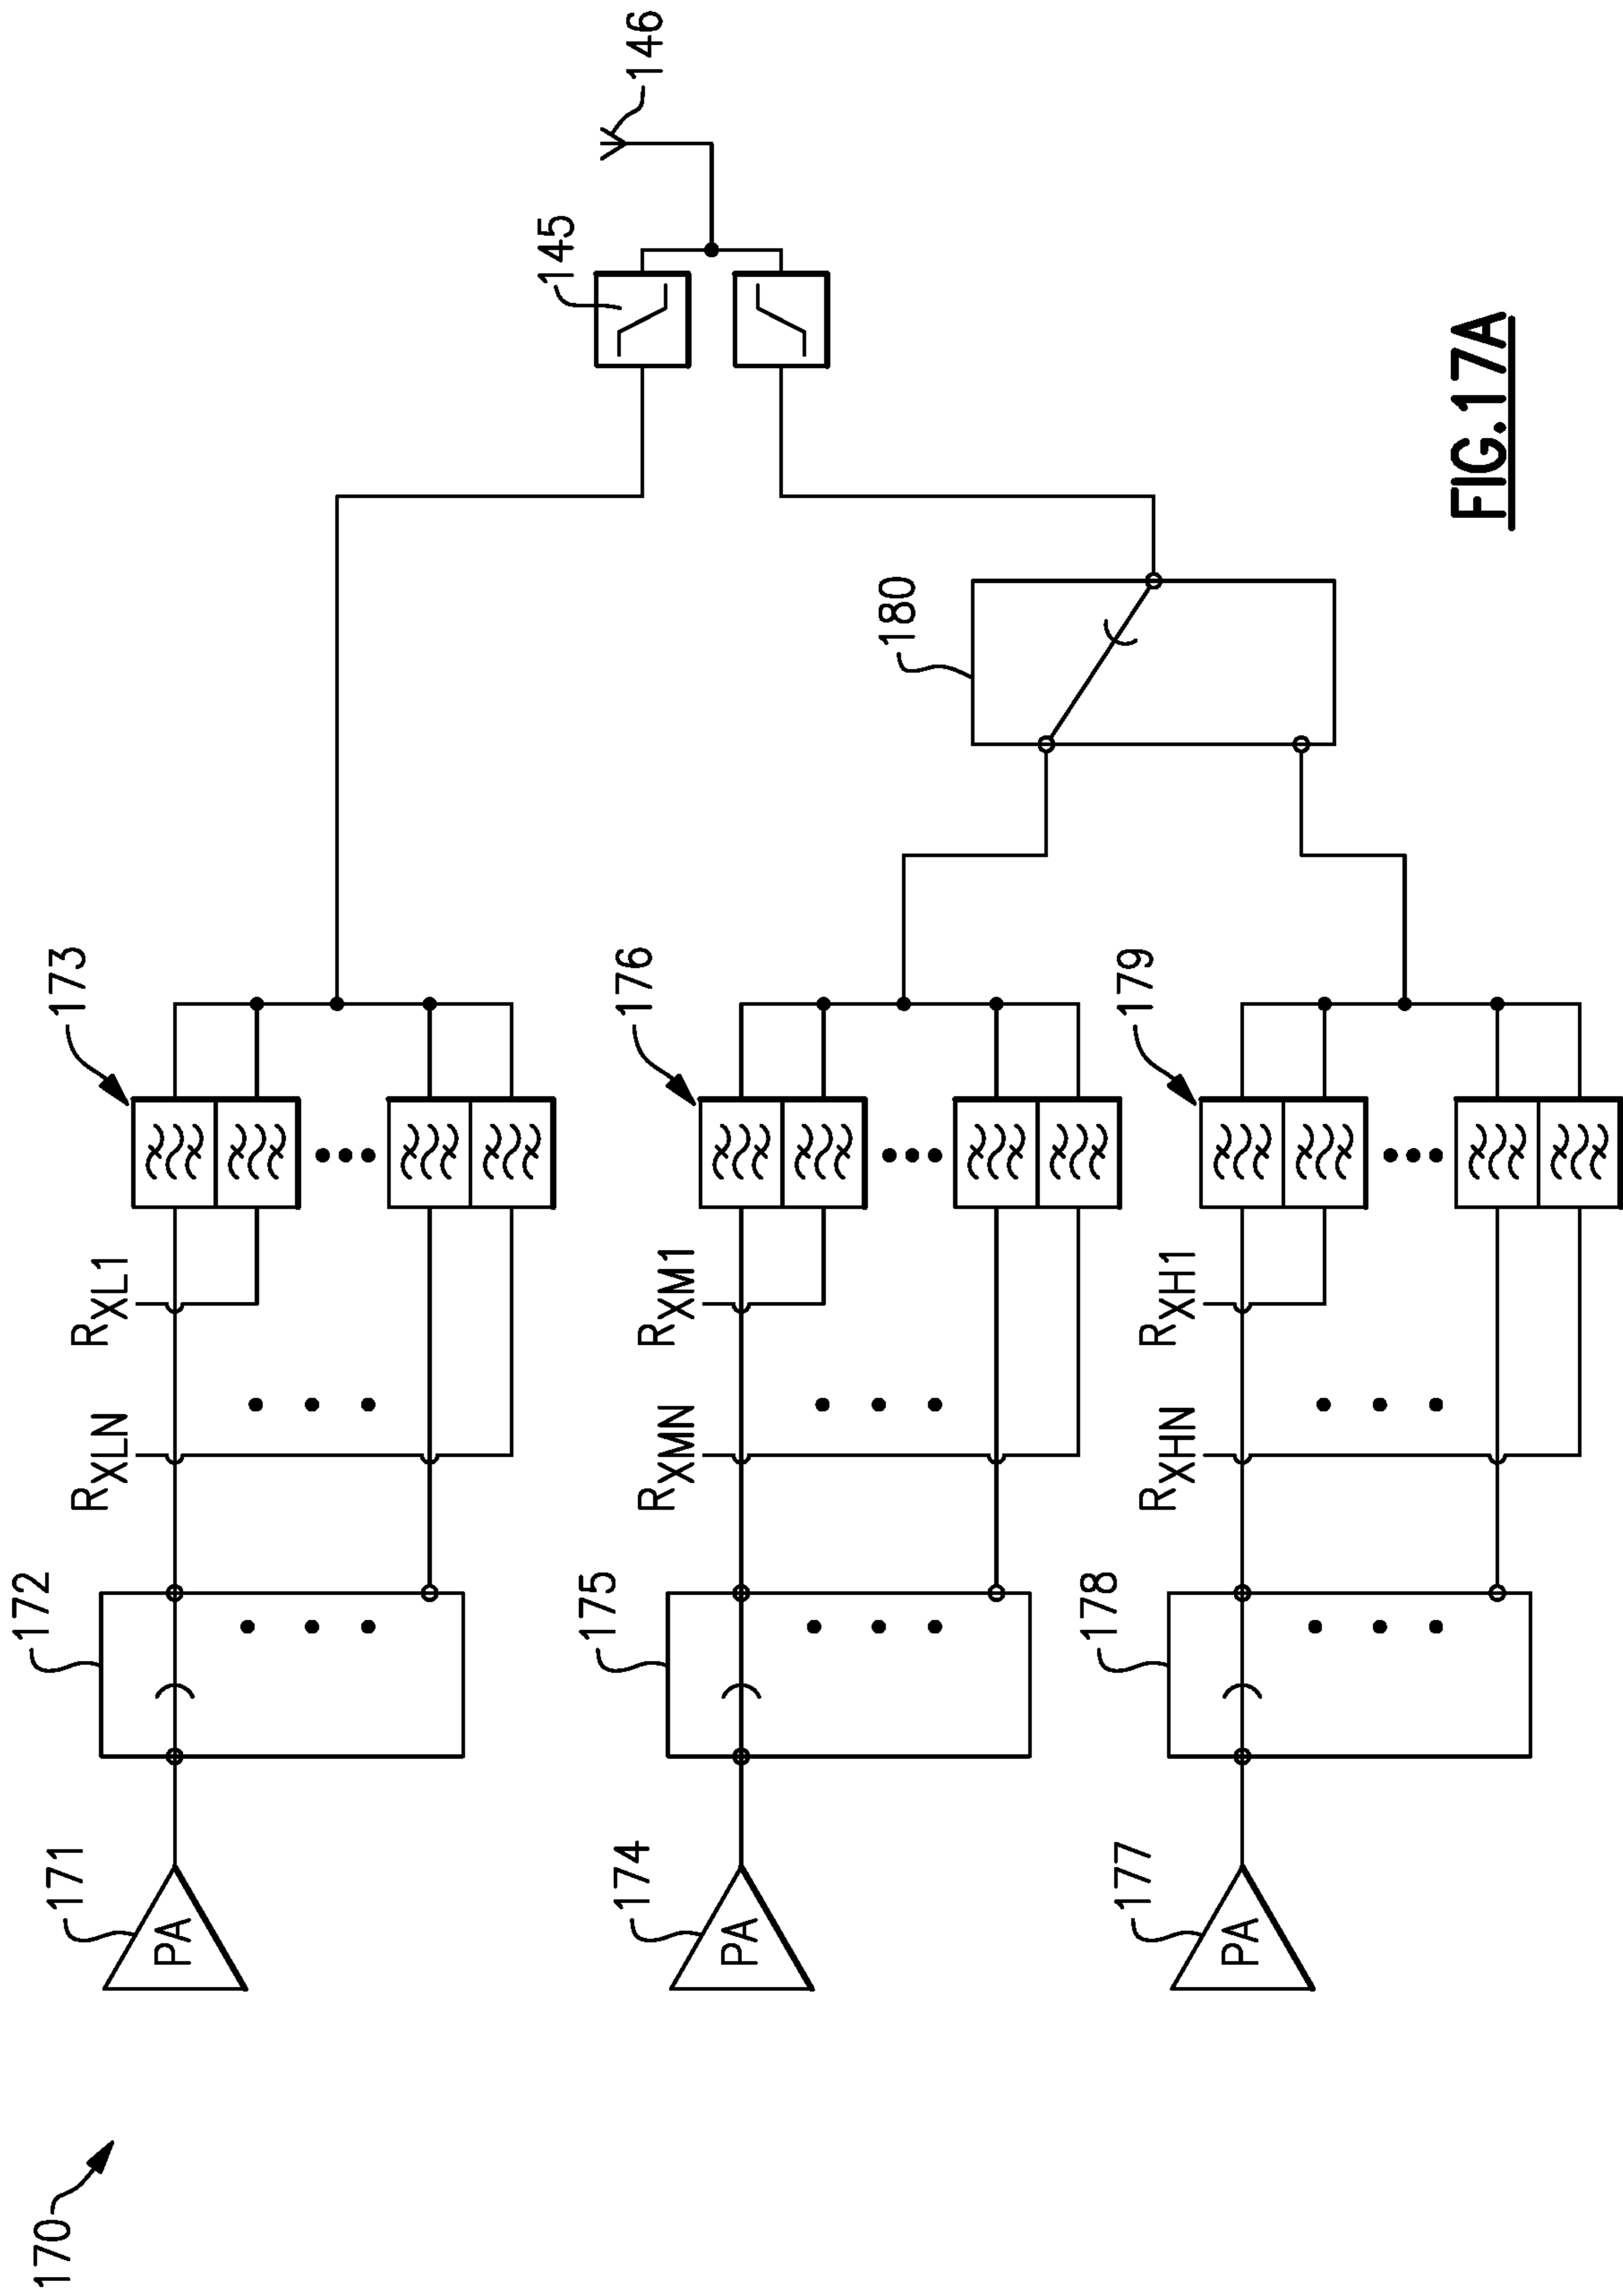 170
171
PA
172
RXLN
RXL1
173
145
146
174
PA
175
RXMN
RXM1
176
180
177
PA
178
RXHN
RXH1
179
FIG.17A